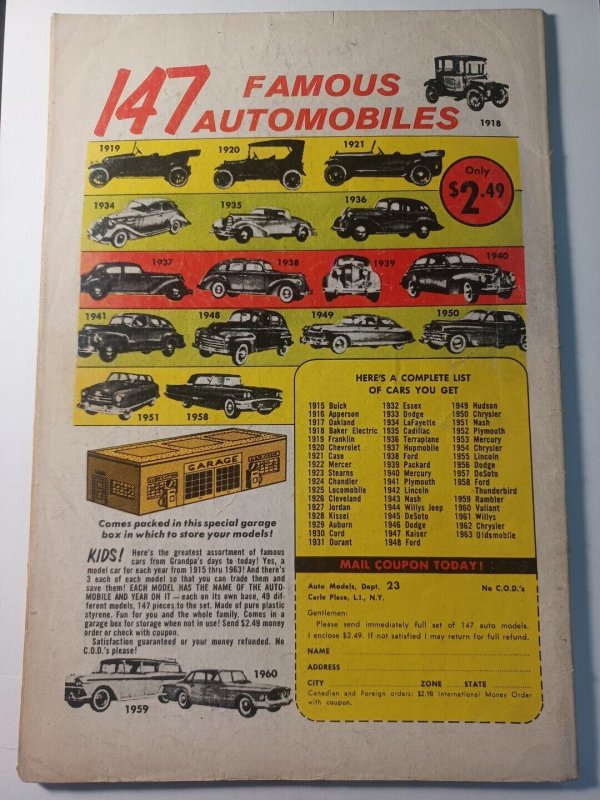 147 FAMOUS
AUTOMOBILES
1918
1919
1920
1921
Only
$2.49
1934
1935
1936
1937
1938
1939
1940
1941
1948
1949
1950
1951
1958
GARAGE
Comes packed in this special garage
box in which to store your models!
KIDS! Here's the greatest assortment of famous
cars from Grandpa's days to today! Yes, a
model car for each year from 1915 thru 1963! And there's
3 each of each model so that you can trade them and
save them! EACH MODEL HAS THE NAME OF THE AUTO-
MOBILE AND YEAR ON IT — each on its own base, 49 dif-
ferent models, 147 pieces to the set. Made of pure plastic
styrene. Fun for you and the whole family. Comes in a
garage box for storage when not in use! Send $2.49 money
order or check with coupon.
Satisfaction guaranteed or your money refunded. No
C.O.D.'s please!
1959
1960
HERE'S A COMPLETE LIST
OF CARS YOU GET
1915 Buick
1916 Apperson
1917 Oakland
1918 Baker Electric
1919 Franklin
1920 Chevrolet
1921 Case
1922 Mercer
1923 Stearns
1924 Chandler
1925 Locomobile
1926 Cleveland
1927 Jordan
1928 Kissel
1929 Auburn
1930 Cord
1931 Durant
1932 Essex
1933 Dodge
1934 LaFayette
1935 Cadillac
1936 Terraplane
1937 Hupmobile
1938 Ford
1939 Packard
1940 Mercury
1941 Plymouth
1942 Lincoln
1943 Nash
1944 Willys Jeep
1945 DeSoto
1946 Dodge
1947 Kaiser
1948 Ford
1949 Hudson
1950 Chrysler
1951 Nash
1952 Plymouth
1953 Mercury
1954 Chrysler
1955 Lincoln
1956 Dodge
1957 DeSoto
1958 Ford
Thunderbird
1959 Rambler
1960 Valiant
1961 Willys
1962 Chrysler
1963 Oldsmobile
MAIL COUPON TODAY!
Auto Models, Dept. 23 No C.O.D.'s
Carle Place, L.I., N.Y.
Gentlemen:
Please send immediately full set of 147 auto models.
I enclose $2.49. If not satisfied I may return for full refund.
NAME
ADDRESS
CITY ZONE STATE
Canadian and Foreign orders: $2.98 International Money Order
with coupon.